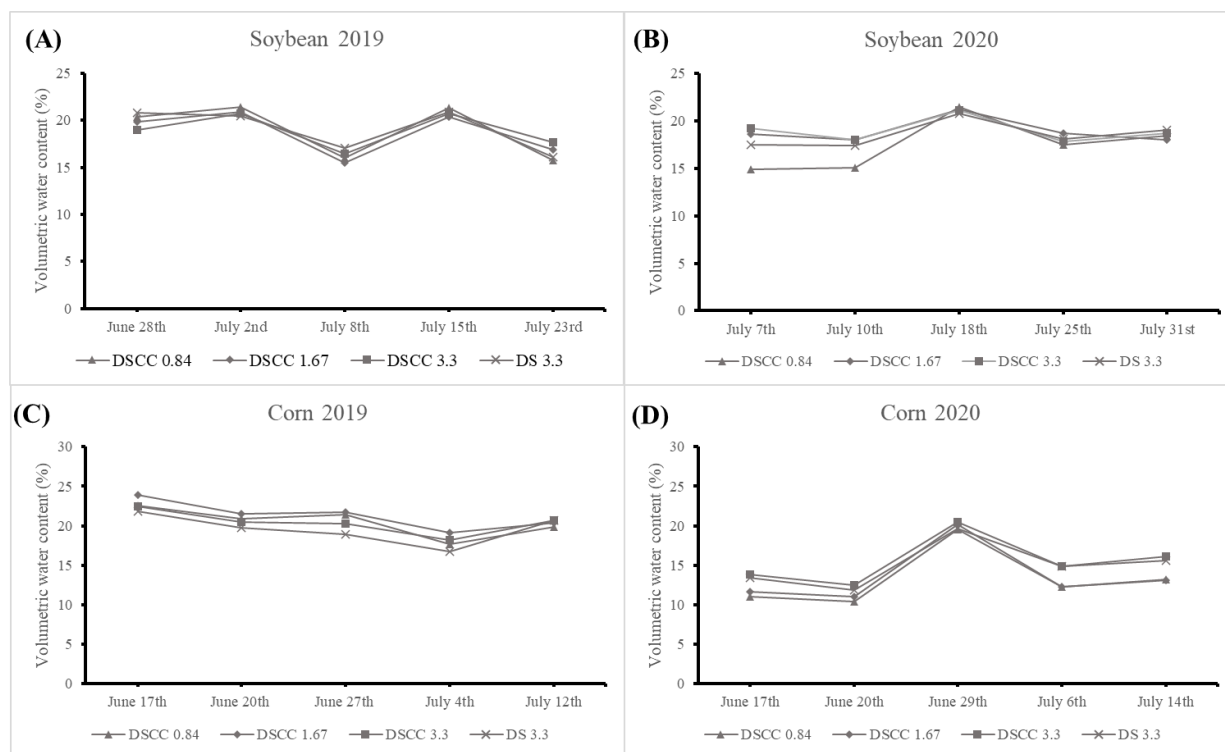 (A)
Soybean 2019
Volumetric water content (%)
25
20
15
10
5
0
June 28th July 2nd July 8th July 15th July 23rd
DSCC 0.84 DSCC 1.67 DSCC 3.3 DS 3.3
(B)
Soybean 2020
Volumetric water content (%)
25
20
15
10
5
0
July 7th July 10th July 18th July 25th July 31st
DSCC 0.84 DSCC 1.67 DSCC 3.3 DS 3.3
(C)
Corn 2019
Volumetric water content (%)
30
25
20
15
10
5
0
June 17th June 20th June 27th July 4th July 12th
DSCC 0.84 DSCC 1.67 DSCC 3.3 DS 3.3
(D)
Corn 2020
Volumetric water content (%)
30
25
20
15
10
5
0
June 17th June 20th June 29th July 6th July 14th
DSCC 0.84 DSCC 1.67 DSCC 3.3 DS 3.3